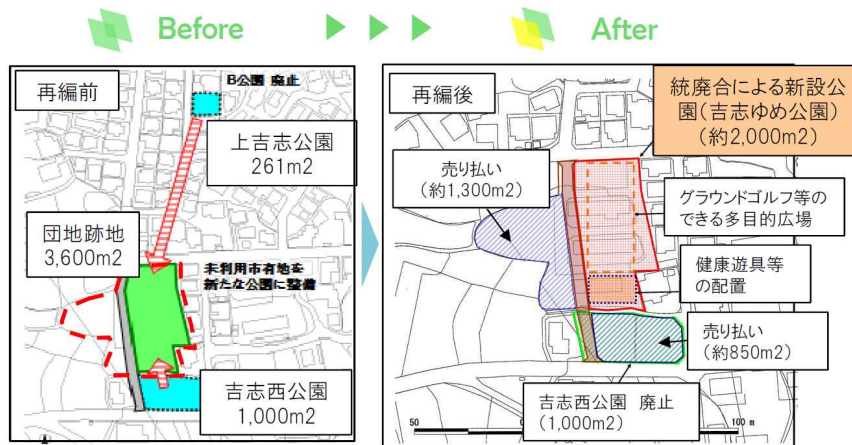 Before
After
再編前
B公園 廃止
上吉志公園
261m2
団地跡地
3,600m2
未利用市有地を
新たな公園に整備
吉志西公園
1,000m2
再編後
統廃合による新設公
園(吉志ゆめ公園)
(約2,000m2)
売り払い
(約1,300m2)
グラウンドゴルフ等の
できる多目的広場
健康遊具等
の配置
売り払い
(約850m2)
吉志西公園 廃止
(1,000m2)
50
0
100 m